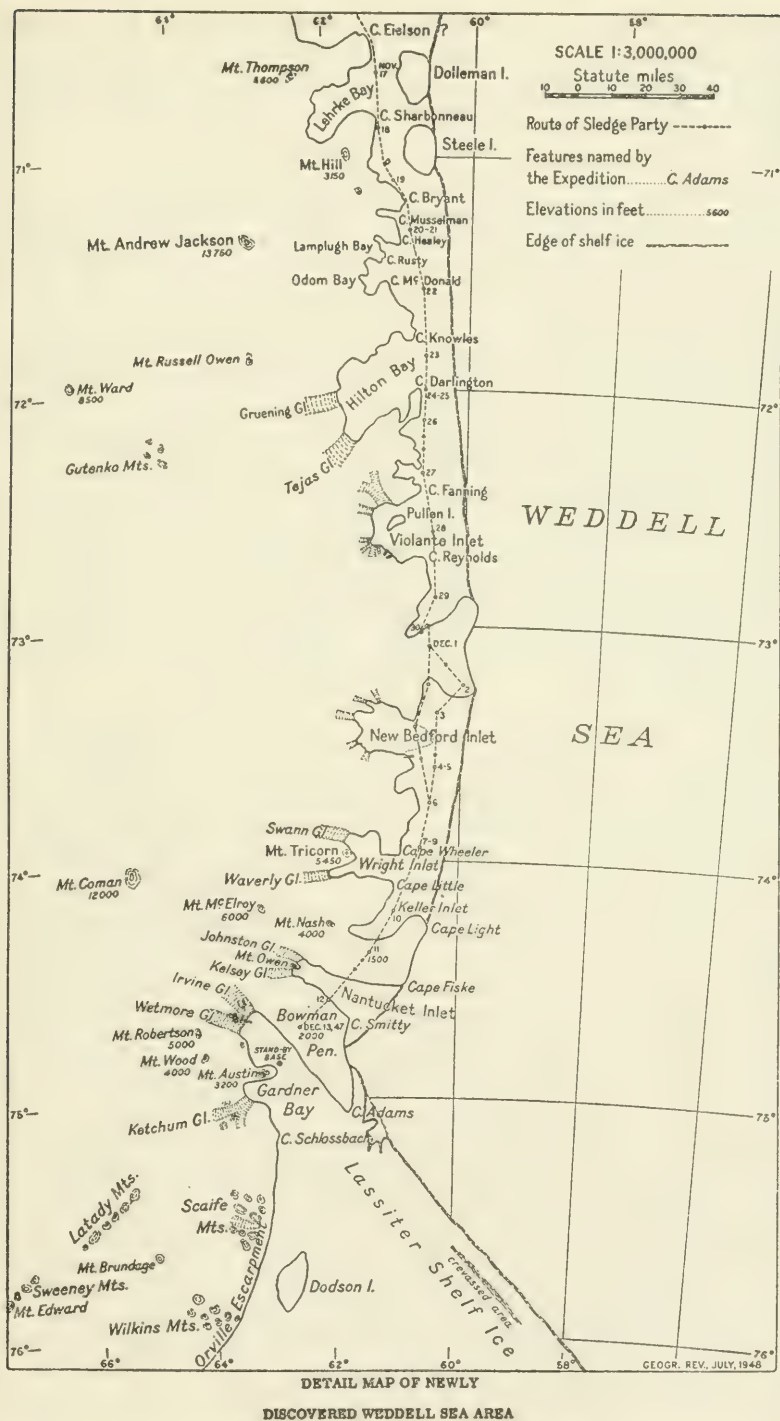 64°
62°
60°
58°
C. Eielson ?
Mt. Thompson
NOV.
17
Dolleman I.
Lehrke Bay
C. Sharbonneau
18
Steele I.
Mt. Hill
3150
19
71°
71°
C. Bryant
C. Musselman
20-21
C. Healey
Mt. Andrew Jackson
13750
Lamplugh Bay
C. Rusty
Odom Bay
C. McDonald
22
C. Knowles
Mt. Russell Owen
23
Hilton Bay
Mt. Ward
8500
C. Darlington
24-25
72°
72°
Gruening Gl.
26
Gutenko Mts.
Tejas Gl.
27
C. Fanning
Pullen I.
28
Violante Inlet
C. Reynolds
29
30
73°
73°
DEC. 1
2
3
New Bedford Inlet
4-5
6
Swann Gl.
7-9
Mt. Tricorn
5450
Cape Wheeler
Wright Inlet
74°
74°
Mt. Coman
12000
Waverly Gl.
Cape Little
Mt. McElroy
6000
Keller Inlet
Mt. Nash
4000
10
Cape Light
Johnston Gl.
11
1500
Mt. Owen
Kelsey Gl.
Cape Fiske
Irvine Gl.
12
Nantucket Inlet
Wetmore Gl.
Bowman
DEC. 13, 47
2000
C. Smitty
Mt. Robertson
5000
Pen.
STAND-BY
BASE
Mt. Wood
4000
Mt. Austin
3200
Gardner
Bay
75°
75°
C. Adams
Ketchum Gl.
C. Schlossbach
Latady Mts.
Scaife
Mts.
Lassiter Shelf Ice
Mt. Brundage
crevassed area
Sweeney Mts.
Mt. Edward
Dodson I.
Wilkins Mts.
Orville Escarpment
76°
76°
66°
64°
62°
60°
58°
WEDDELL
SEA
SCALE 1:3,000,000
Statute miles
10 0 10 20 30 40
Route of Sledge Party
Features named by
the Expedition..........C. Adams
Elevations in feet..........5600
Edge of shelf ice
GEOGR. REV., JULY, 1948
DETAIL MAP OF NEWLY
DISCOVERED WEDDELL SEA AREA